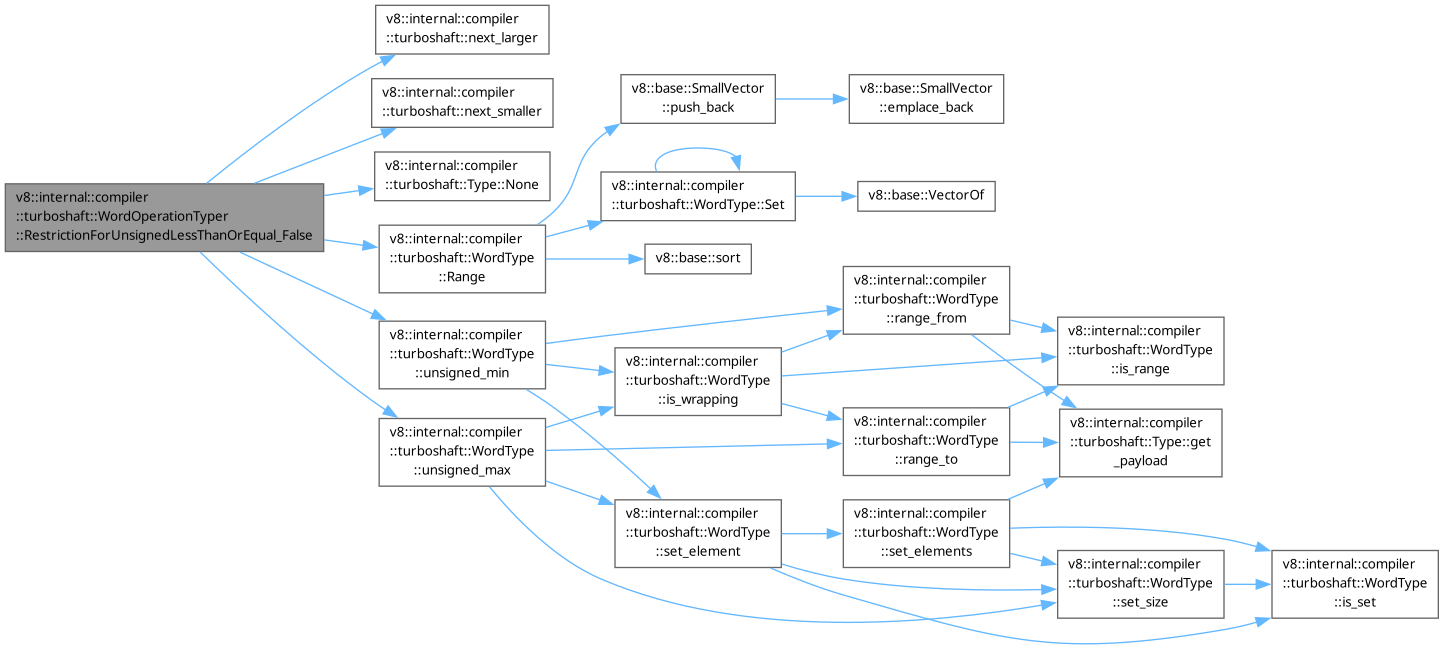 v8::internal::compiler
::turboshaft::WordOperationTyper
::RestrictionForUnsignedLessThanOrEqual_False
v8::internal::compiler
::turboshaft::next_larger
v8::internal::compiler
::turboshaft::next_smaller
v8::internal::compiler
::turboshaft::Type::None
v8::internal::compiler
::turboshaft::WordType
::Range
v8::internal::compiler
::turboshaft::WordType
::unsigned_min
v8::internal::compiler
::turboshaft::WordType
::unsigned_max
v8::base::SmallVector
::push_back
v8::internal::compiler
::turboshaft::WordType::Set
v8::base::sort
v8::internal::compiler
::turboshaft::WordType
::is_wrapping
v8::internal::compiler
::turboshaft::WordType
::set_element
v8::base::SmallVector
::emplace_back
v8::base::VectorOf
v8::internal::compiler
::turboshaft::WordType
::range_from
v8::internal::compiler
::turboshaft::WordType
::range_to
v8::internal::compiler
::turboshaft::WordType
::set_elements
v8::internal::compiler
::turboshaft::WordType
::is_range
v8::internal::compiler
::turboshaft::Type::get
_payload
v8::internal::compiler
::turboshaft::WordType
::set_size
v8::internal::compiler
::turboshaft::WordType
::is_set